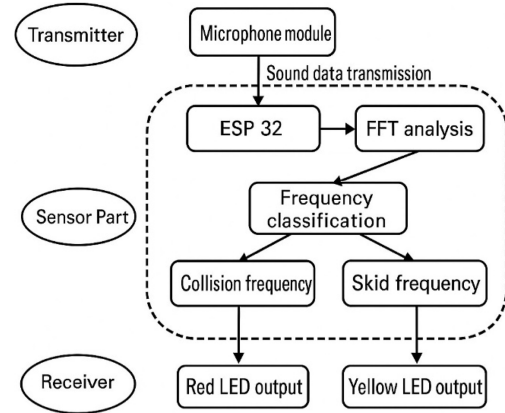 Transmitter
Microphone module
Sound data transmission
ESP 32
FFT analysis
Sensor Part
Frequency
classification
Collision frequency
Skid frequency
Receiver
Red LED output
Yellow LED output